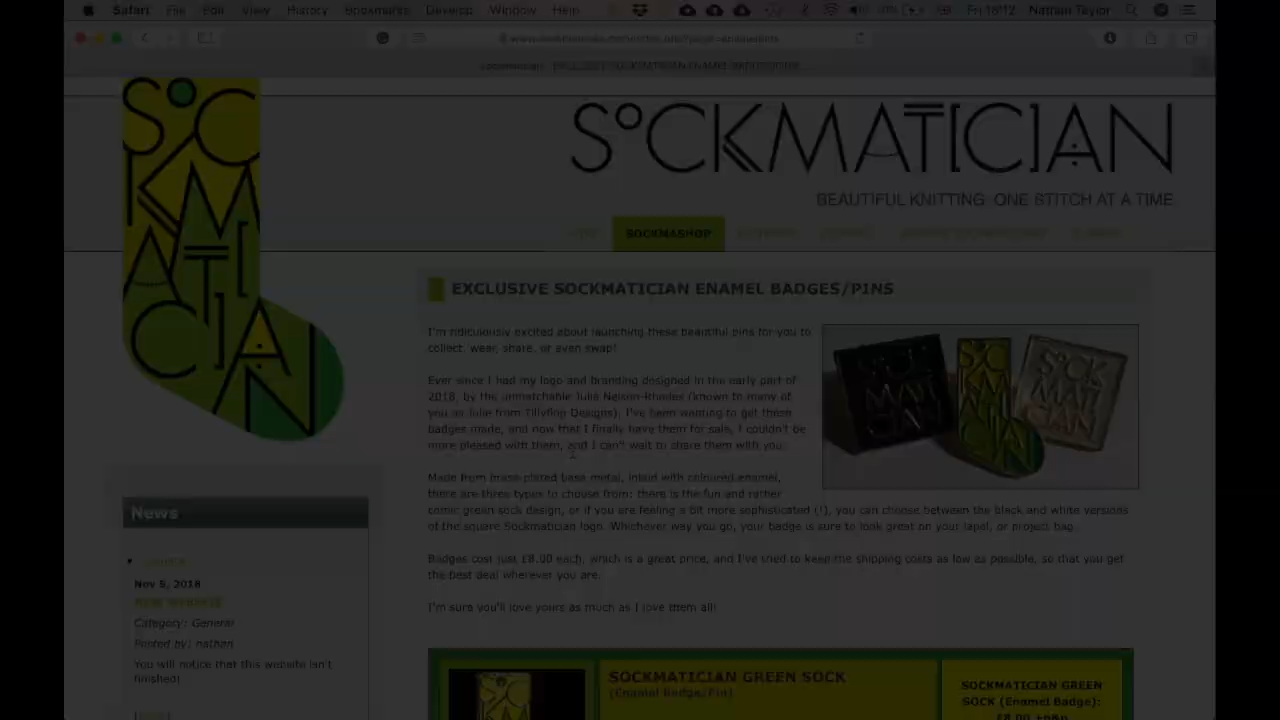 Safari File Edit View History Bookmarks Develop Window Help
Fri 18:12 Nathan Taylor
SOCKMATICIAN
SOCKMATICIAN
BEAUTIFUL KNITTING: ONE STITCH AT A TIME
SOCKMASHOP
EXCLUSIVE SOCKMATICIAN ENAMEL BADGES/PINS
I'm ridiculously excited about launching these beautiful pins for you to
collect, wear, share, or even swap!
Ever since I had my logo and branding designed in the early part of
2018, by the unmatchable Julie Nelson-Rhodes (known to many of
you as Julie from Tillyflop Designs), I've been wanting to get these
badges made, and now that I finally have them for sale, I couldn't be
more pleased with them, and I can't wait to share them with you.
Made from brass-plated base metal, inlaid with coloured enamel,
there are three types to choose from: there is the fun and rather
comic green sock design, or if you are feeling a bit more sophisticated (!), you can choose between the black and white versions
of the square Sockmatician logo. Whichever way you go, your badge is sure to look great on your lapel, or project bag.
Badges cost just £8.00 each, which is a great price, and I've tried to keep the shipping costs as low as possible, so that you get
the best deal wherever you are.
I'm sure you'll love yours as much as I love them all!
News
Nov 5, 2018
NEW WEBSITE
Category: General
Posted by: nathan
You will notice that this website isn't
finished!
SOCKMATICIAN GREEN SOCK
(Enamel Badge/Pin)
SOCKMATICIAN GREEN
SOCK (Enamel Badge):
£8.00 +p&p